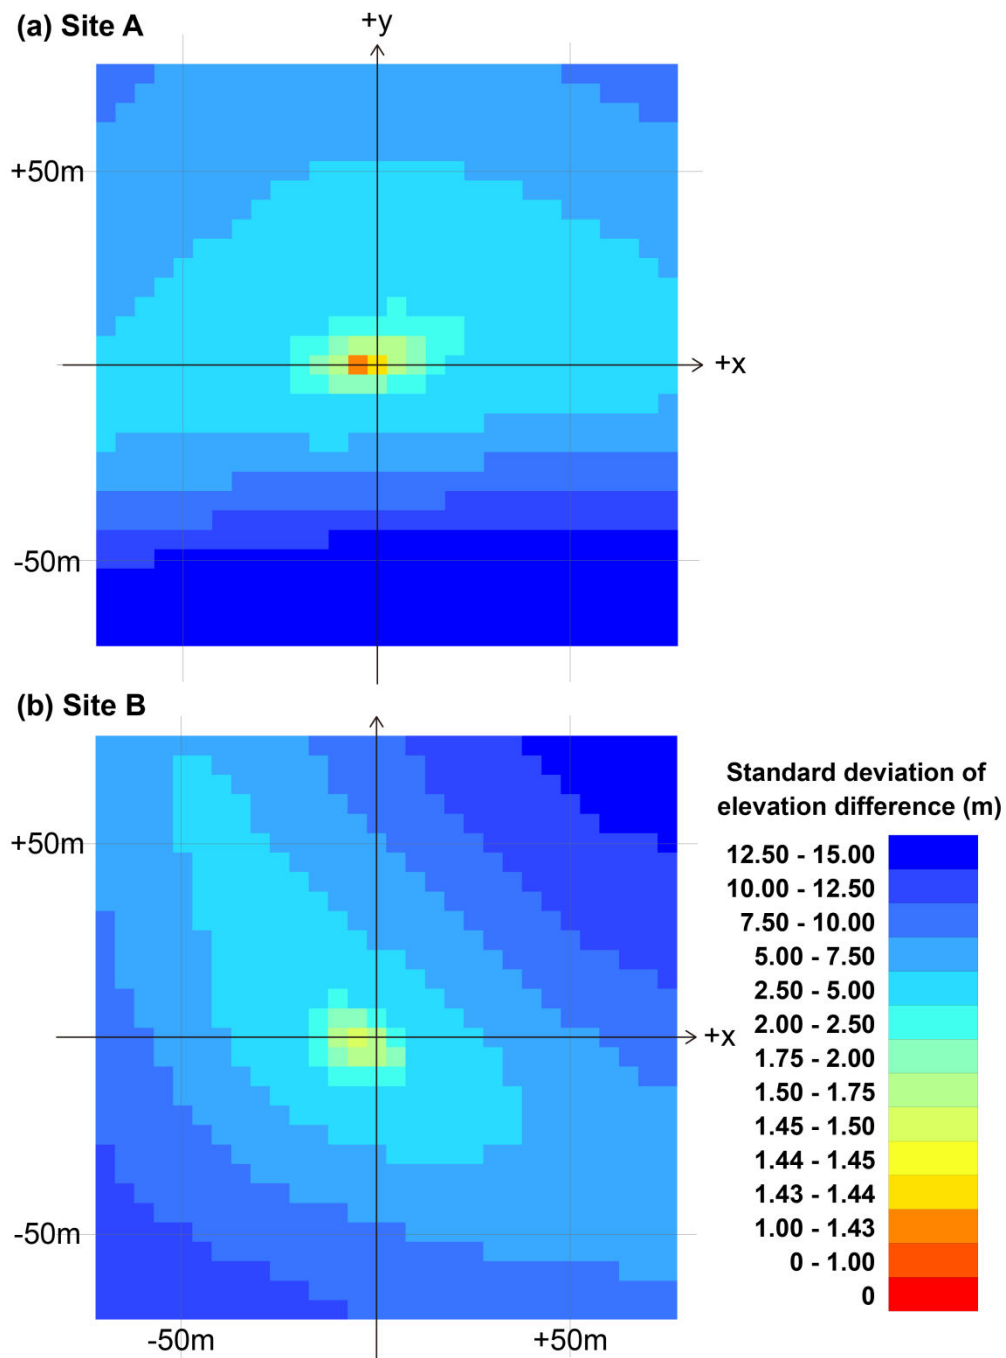 (a) Site A
+y
+50m
+x
-50m
(b) Site B
+50m
+x
-50m
-50m
+50m
Standard deviation of
elevation difference (m)
12.50 - 15.00
10.00 - 12.50
7.50 - 10.00
5.00 - 7.50
2.50 - 5.00
2.00 - 2.50
1.75 - 2.00
1.50 - 1.75
1.45 - 1.50
1.44 - 1.45
1.43 - 1.44
1.00 - 1.43
0 - 1.00
0